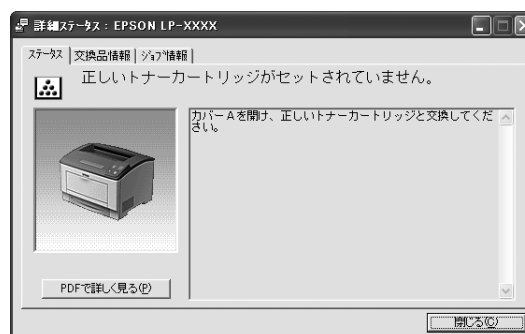 詳細ステータス : EPSON LP-XXXX
ステータス 交換品情報 ジョブ情報
正しいトナーカートリッジがセットされていません。
カバーAを開け、正しいトナーカートリッジと交換してくだ
さい。
PDFで詳しく見る(P)
閉じる(C)